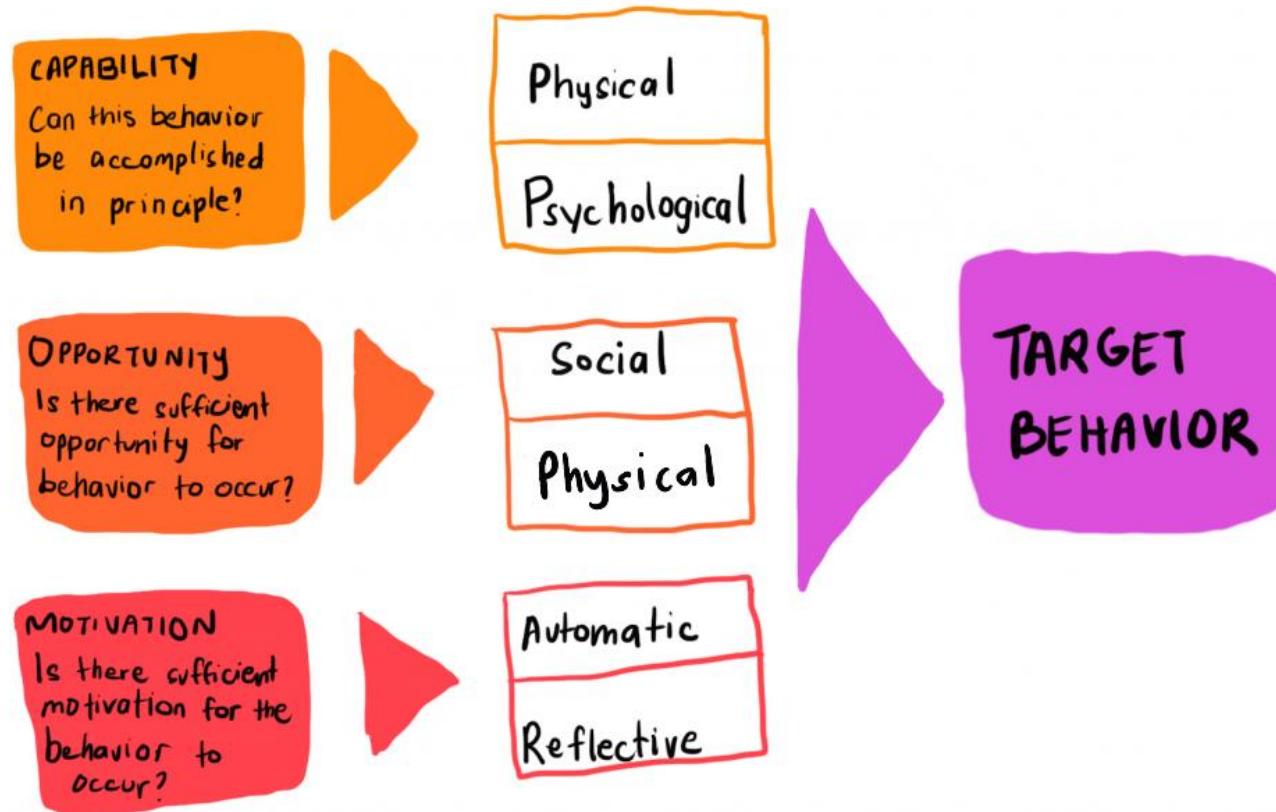 CAPABILITY
Can this behavior
be accomplished
in principle?
Physical
Psychological
OPPORTUNITY
Is there sufficient
opportunity for
behavior to occur?
Social
Physical
MOTIVATION
Is there sufficient
motivation for the
behavior to
occur?
Automatic
Reflective
TARGET
BEHAVIOR